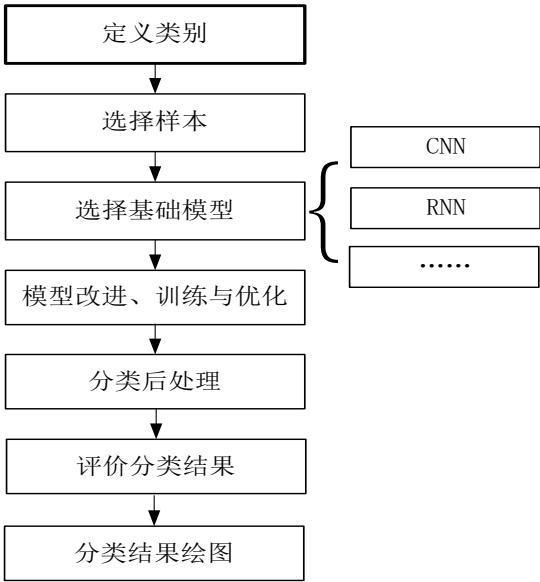 定义类别
选择样本
选择基础模型
CNN
RNN
……
模型改进、训练与优化
分类后处理
评价分类结果
分类结果绘图